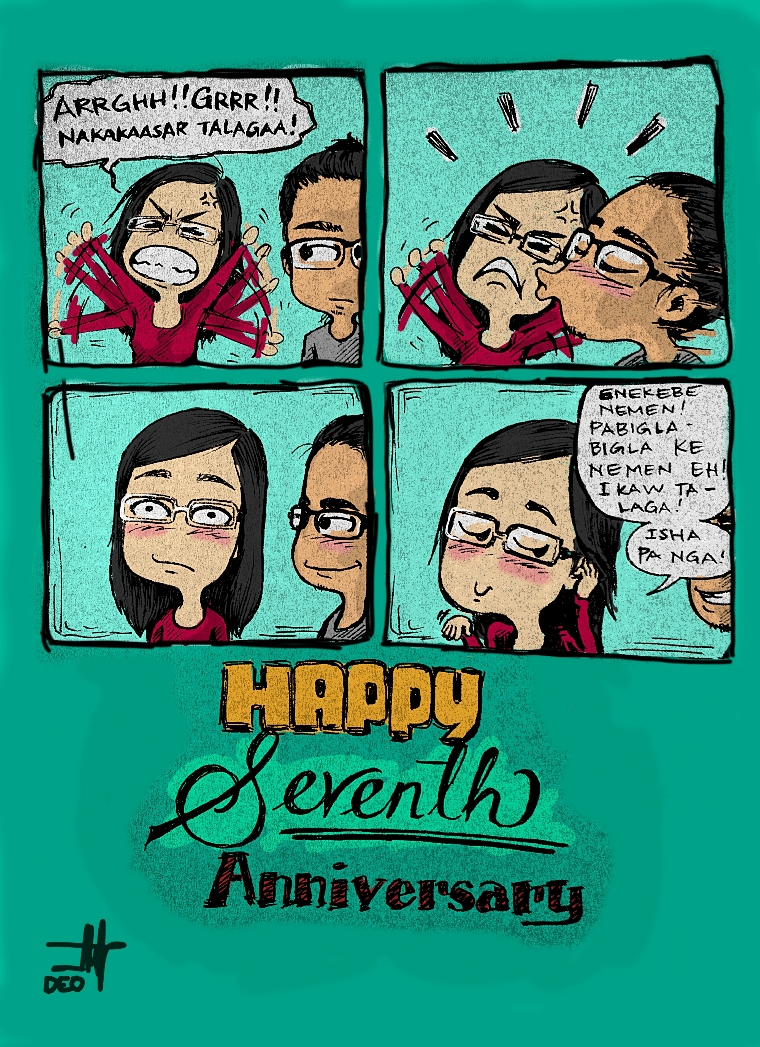 ARRGHH!! GRRR!!
NAKAKAASAR TALAGAA!
ENEKEBE
NEMEN!
PABIGLA-
BIGLA KE
NEMEN EH!
IKAW TA-
LAGA!
ISHA
PA NGA!
HAPPY
Seventh
Anniversary
DEO